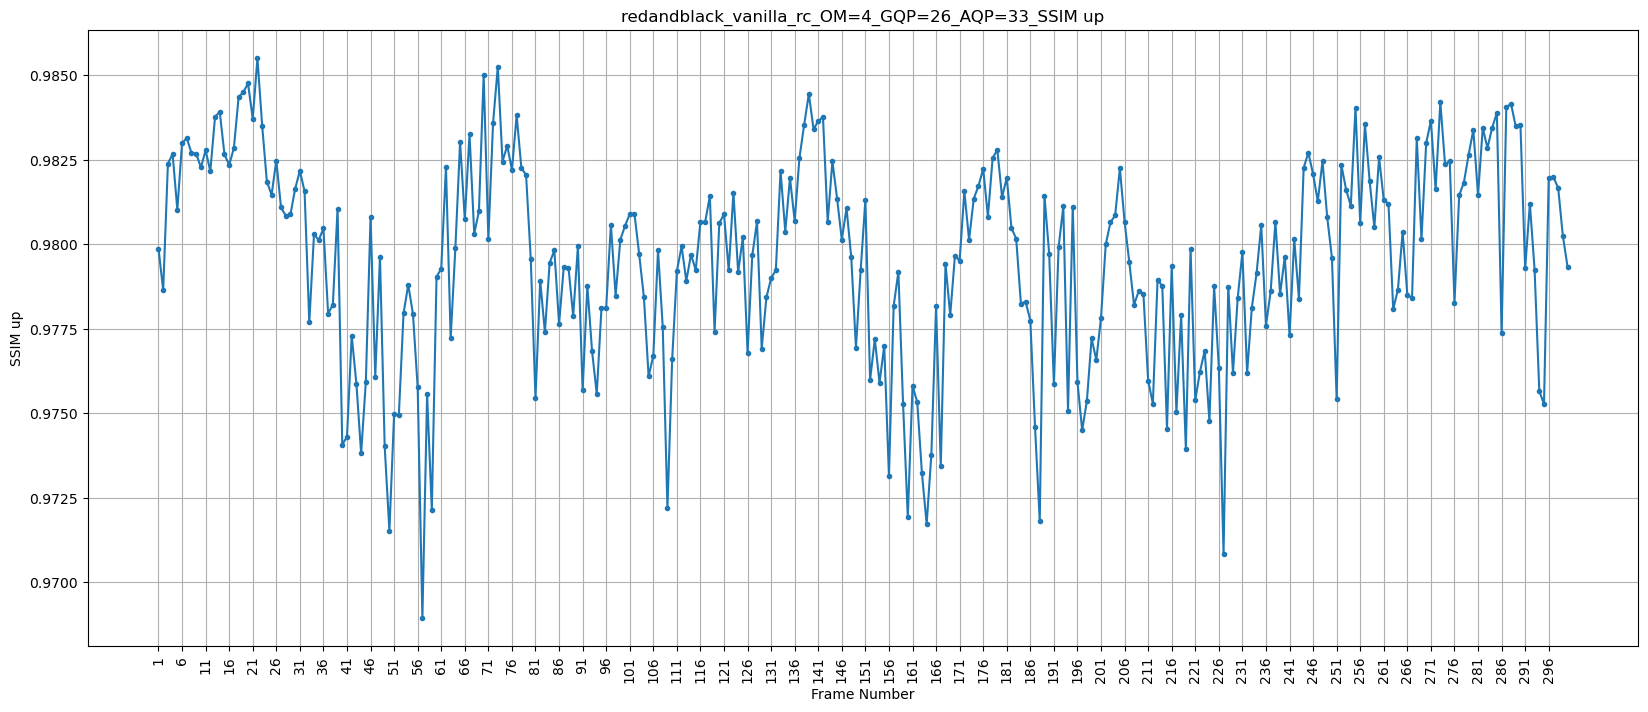 redandblack_vanilla_rc_OM=4_GQP=26_AQP=33_SSIM up
0.9850
0.9825
0.9800
0.9775
0.9750
0.9725
0.9700
SSIM up
1 6 11 16 21 26 31 36 41 46 51 56 61 66 71 76 81 86 91 96 101 106 111 116 121 126 131 136 141 146 151 156 161 166 171 176 181 186 191 196 201 206 211 216 221 226 231 236 241 246 251 256 261 266 271 276 281 286 291 296
Frame Number